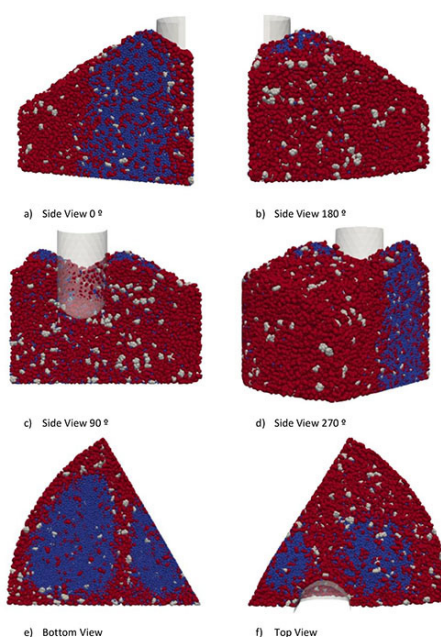 a) Side View 0 º
b) Side View 180 º
c) Side View 90 º
d) Side View 270 º
e) Bottom View
f) Top View